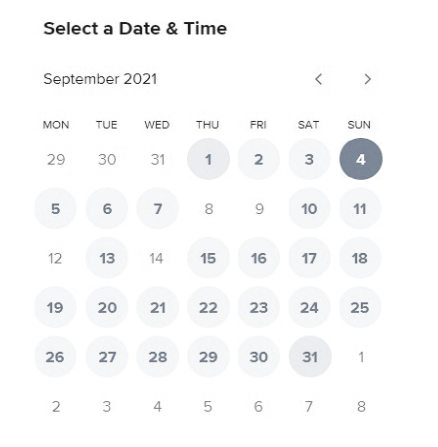 Select a Date & Time
September 2021
MON TUE WED THU FRI SAT SUN
29 30 31 1 2 3 4
5 6 7 8 9 10 11
12 13 14 15 16 17 18
19 20 21 22 23 24 25
26 27 28 29 30 31 1
2 3 4 5 6 7 8